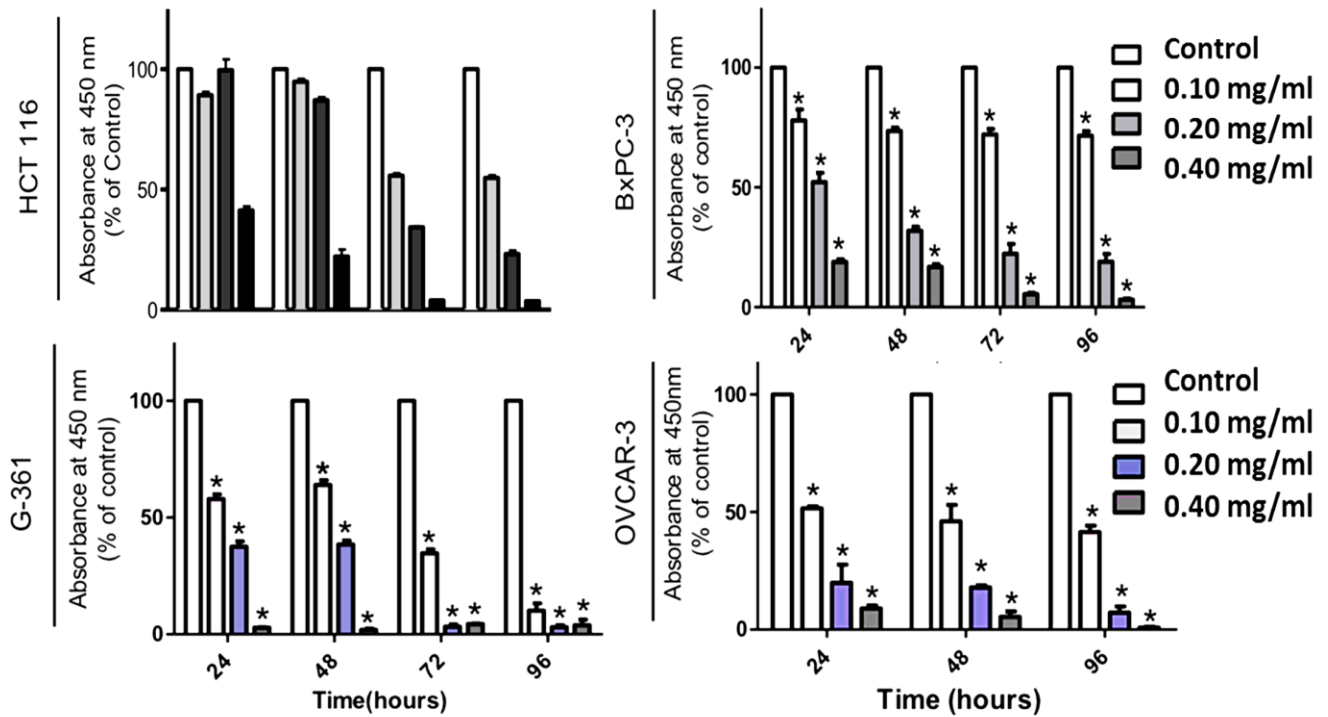 HCT 116
Absorbance at 450 nm
(% of Control)
100
50
0
BxPC-3
Absorbance at 450 nm
(% of control)
100
50
0
* * *
* * *
* * *
* * *
24 48 72 96
Control
0.10 mg/ml
0.20 mg/ml
0.40 mg/ml
G-361
Absorbance at 450 nm
(% of control)
100
50
0
* * *
* * *
* * *
* * *
24 48 72 96
Time(hours)
OVCAR-3
Absorbance at 450nm
(% of control)
100
50
0
* * *
* * *
* * *
24 48 96
Time (hours)
Control
0.10 mg/ml
0.20 mg/ml
0.40 mg/ml